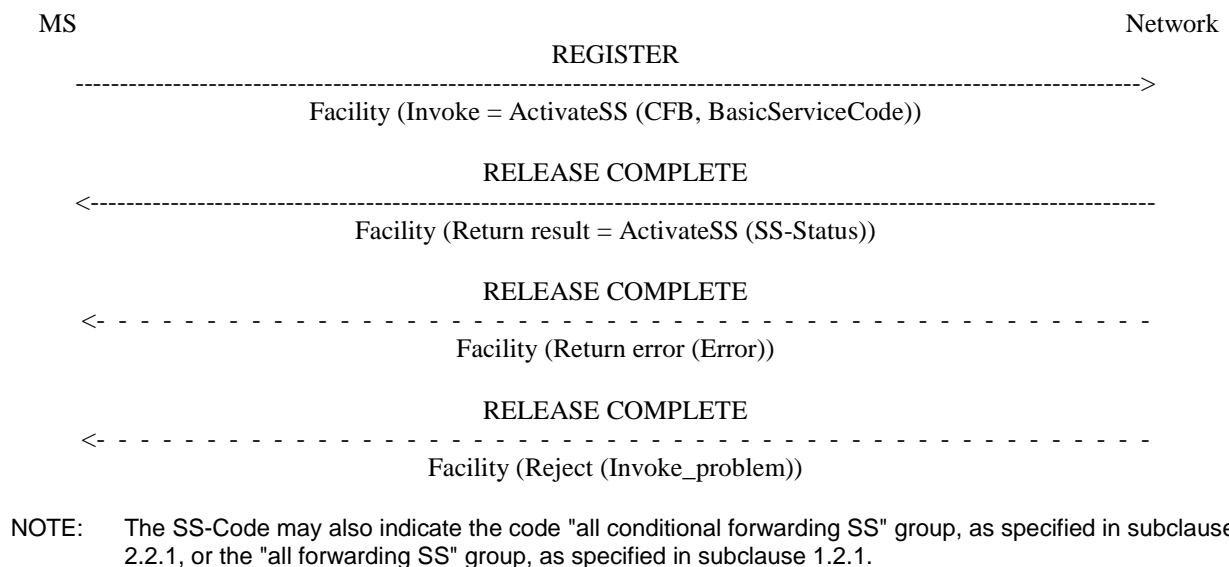 MS Network
REGISTER
------------------------------------------------------------------------------------------------------------------------>
Facility (Invoke = ActivateSS (CFB, BasicServiceCode))
RELEASE COMPLETE
<------------------------------------------------------------------------------------------------------------------------
Facility (Return result = ActivateSS (SS-Status))
RELEASE COMPLETE
<- - - - - - - - - - - - - - - - - - - - - - - - - - - - - - - - - - - - - - - - - - - - - - - -
Facility (Return error (Error))
RELEASE COMPLETE
<- - - - - - - - - - - - - - - - - - - - - - - - - - - - - - - - - - - - - - - - - - - - - - - -
Facility (Reject (Invoke_problem))
NOTE: The SS-Code may also indicate the code "all conditional forwarding SS" group, as specified in subclause
2.2.1, or the "all forwarding SS" group, as specified in subclause 1.2.1.